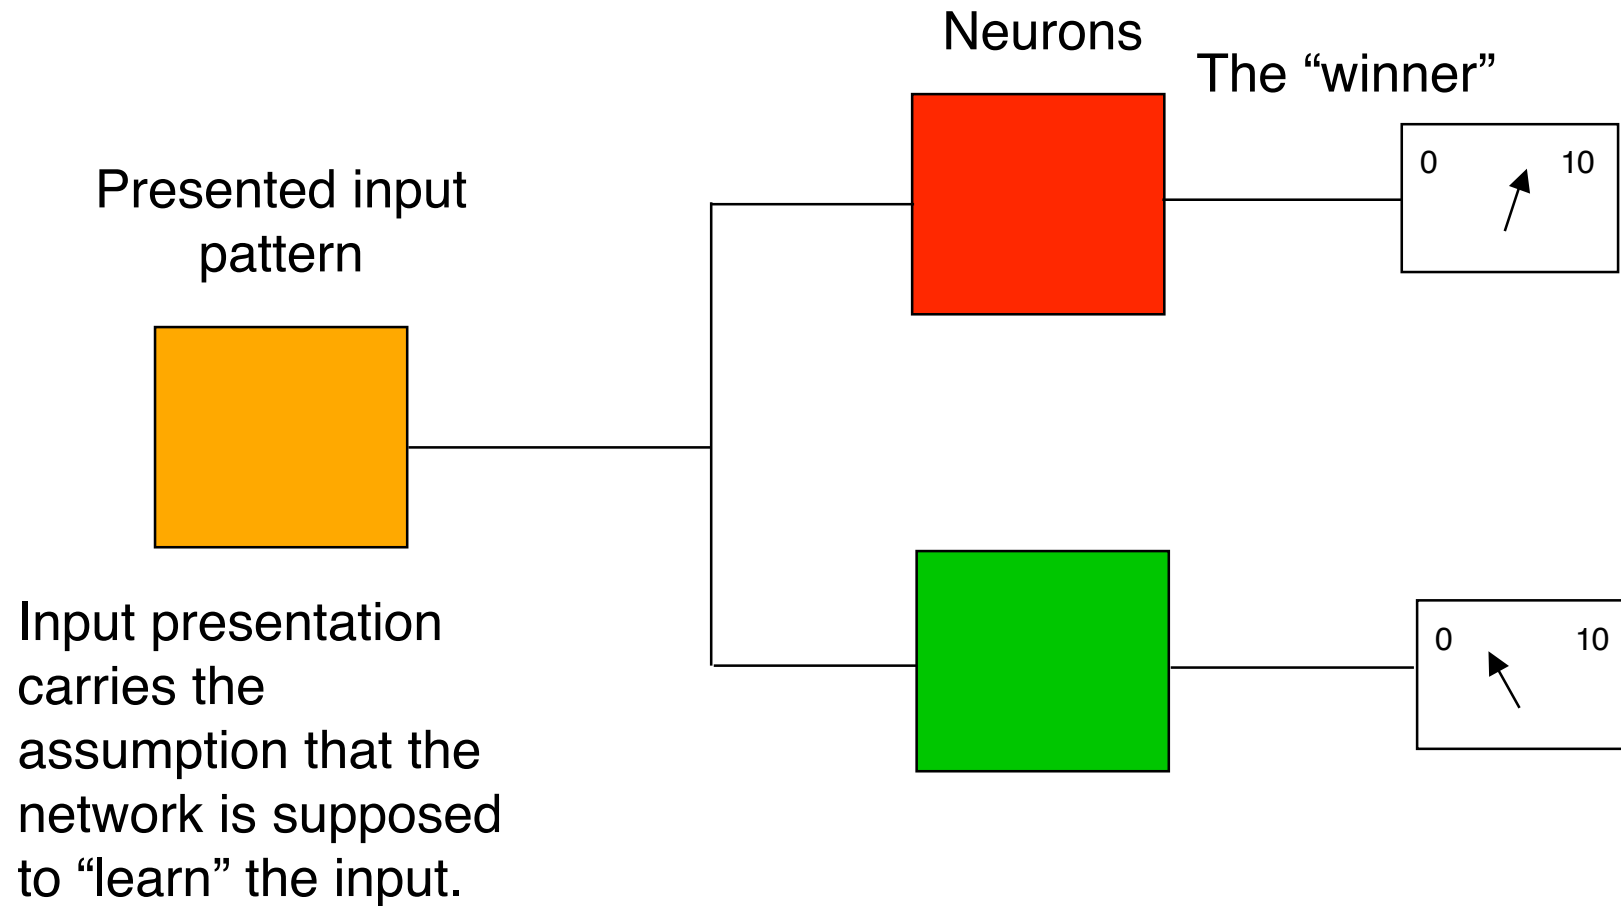 Neurons
The “winner”
0 10
Presented input
pattern
0 10
Input presentation
carries the
assumption that the
network is supposed
to “learn” the input.